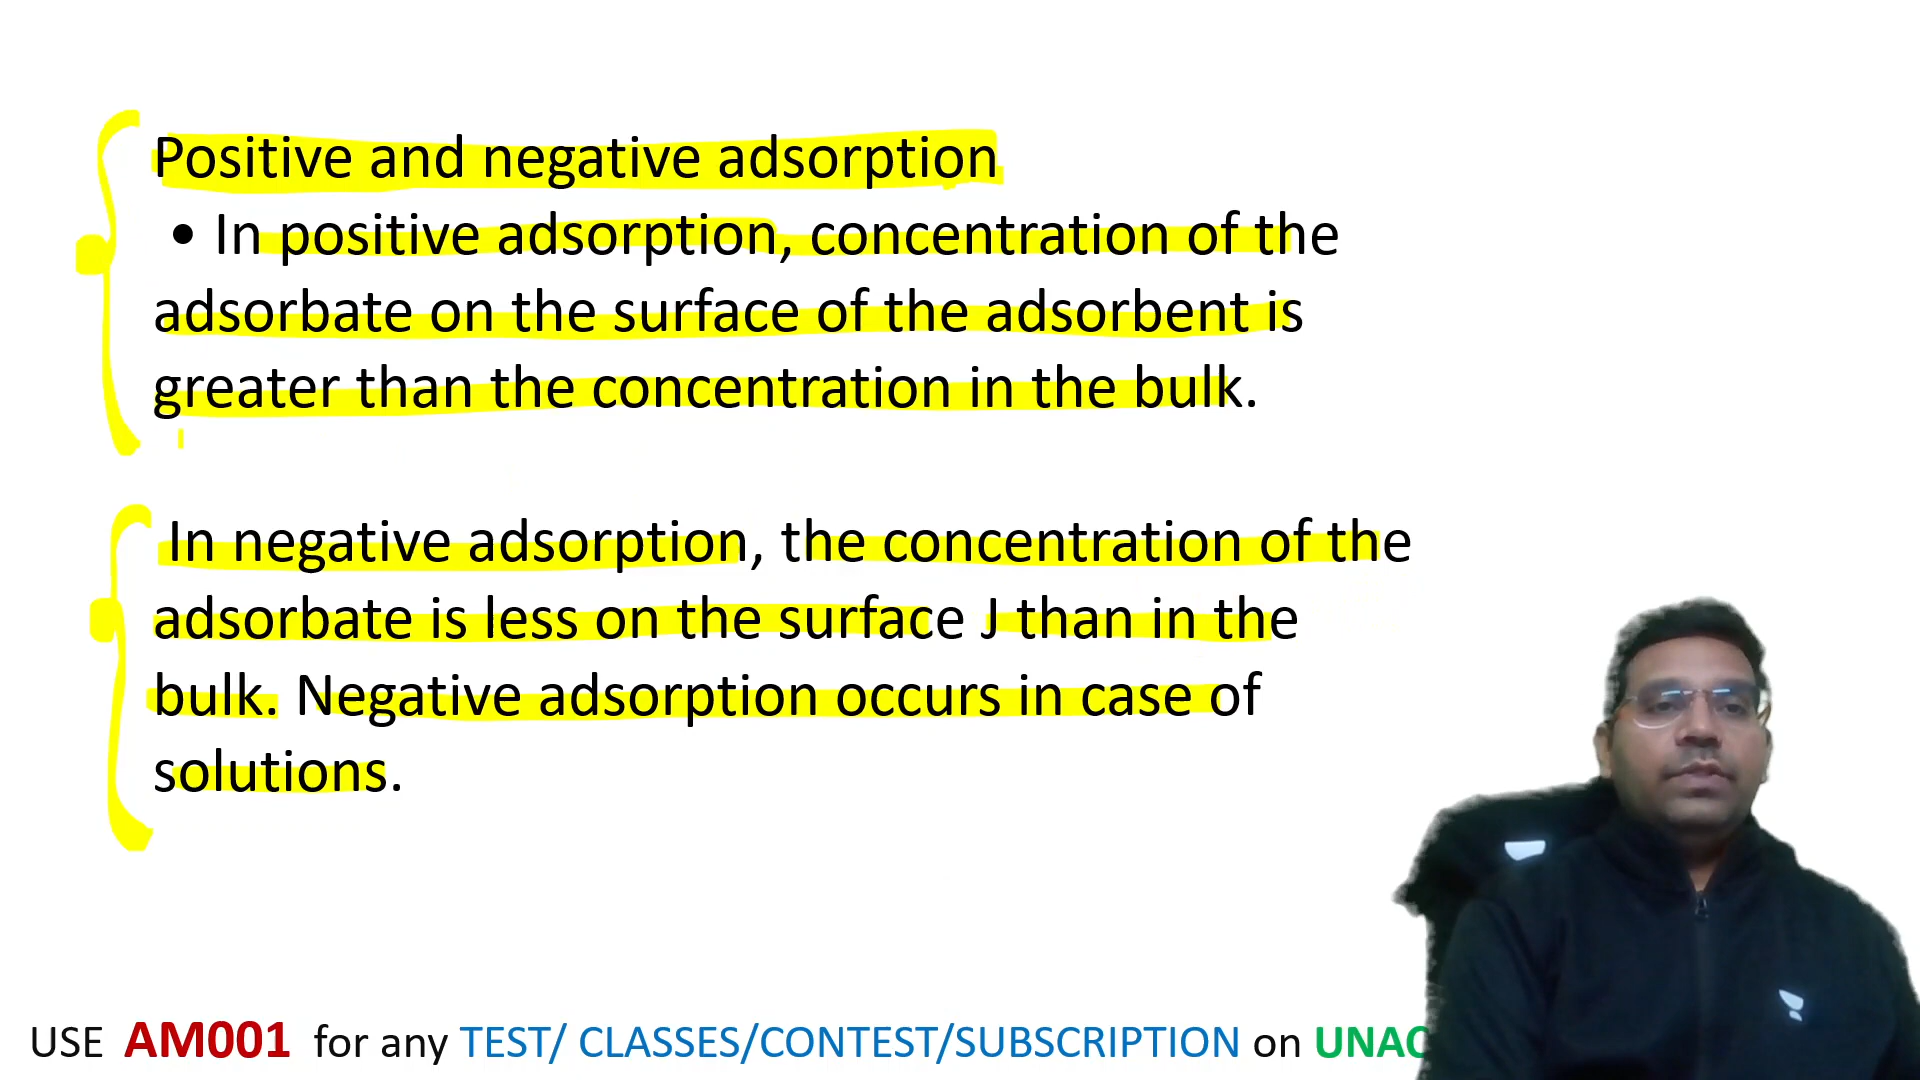 Positive and negative adsorption
• In positive adsorption, concentration of the
adsorbate on the surface of the adsorbent is
greater than the concentration in the bulk.
In negative adsorption, the concentration of the
adsorbate is less on the surface J than in the
bulk. Negative adsorption occurs in case of
solutions.
USE AM001 for any TEST/ CLASSES/CONTEST/SUBSCRIPTION on